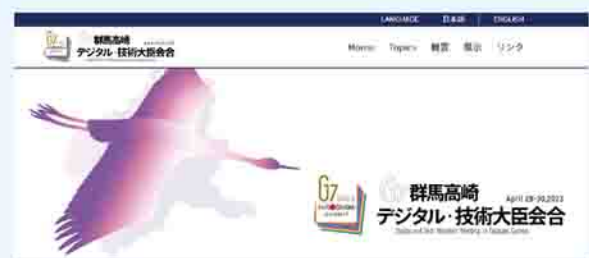 LANGUAGE 日本語 ENGLISH
群馬高崎
デジタル・技術大臣会合
Home Topics 概要 展示 リンク
G7
群馬高崎
April 29-30,2023
デジタル・技術大臣会合